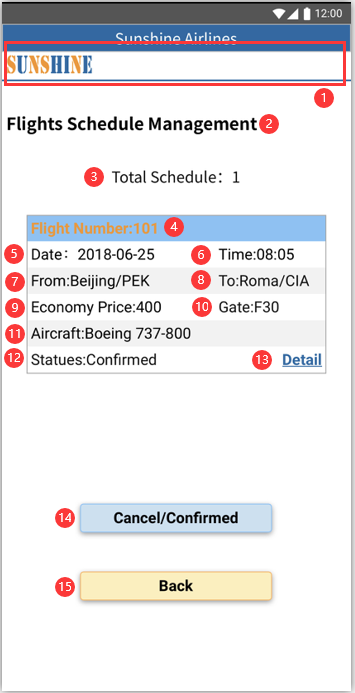 12:00
Sunshine Airlines
SUNSHINE
1
Flights Schedule Management 2
3 Total Schedule: 1
Flight Number:101 4
5 Date: 2018-06-25 6 Time:08:05
7 From:Beijing/PEK 8 To:Roma/CIA
9 Economy Price:400 10 Gate:F30
11 Aircraft:Boeing 737-800
12 Statues:Confirmed 13 Detail
14 Cancel/Confirmed
15 Back